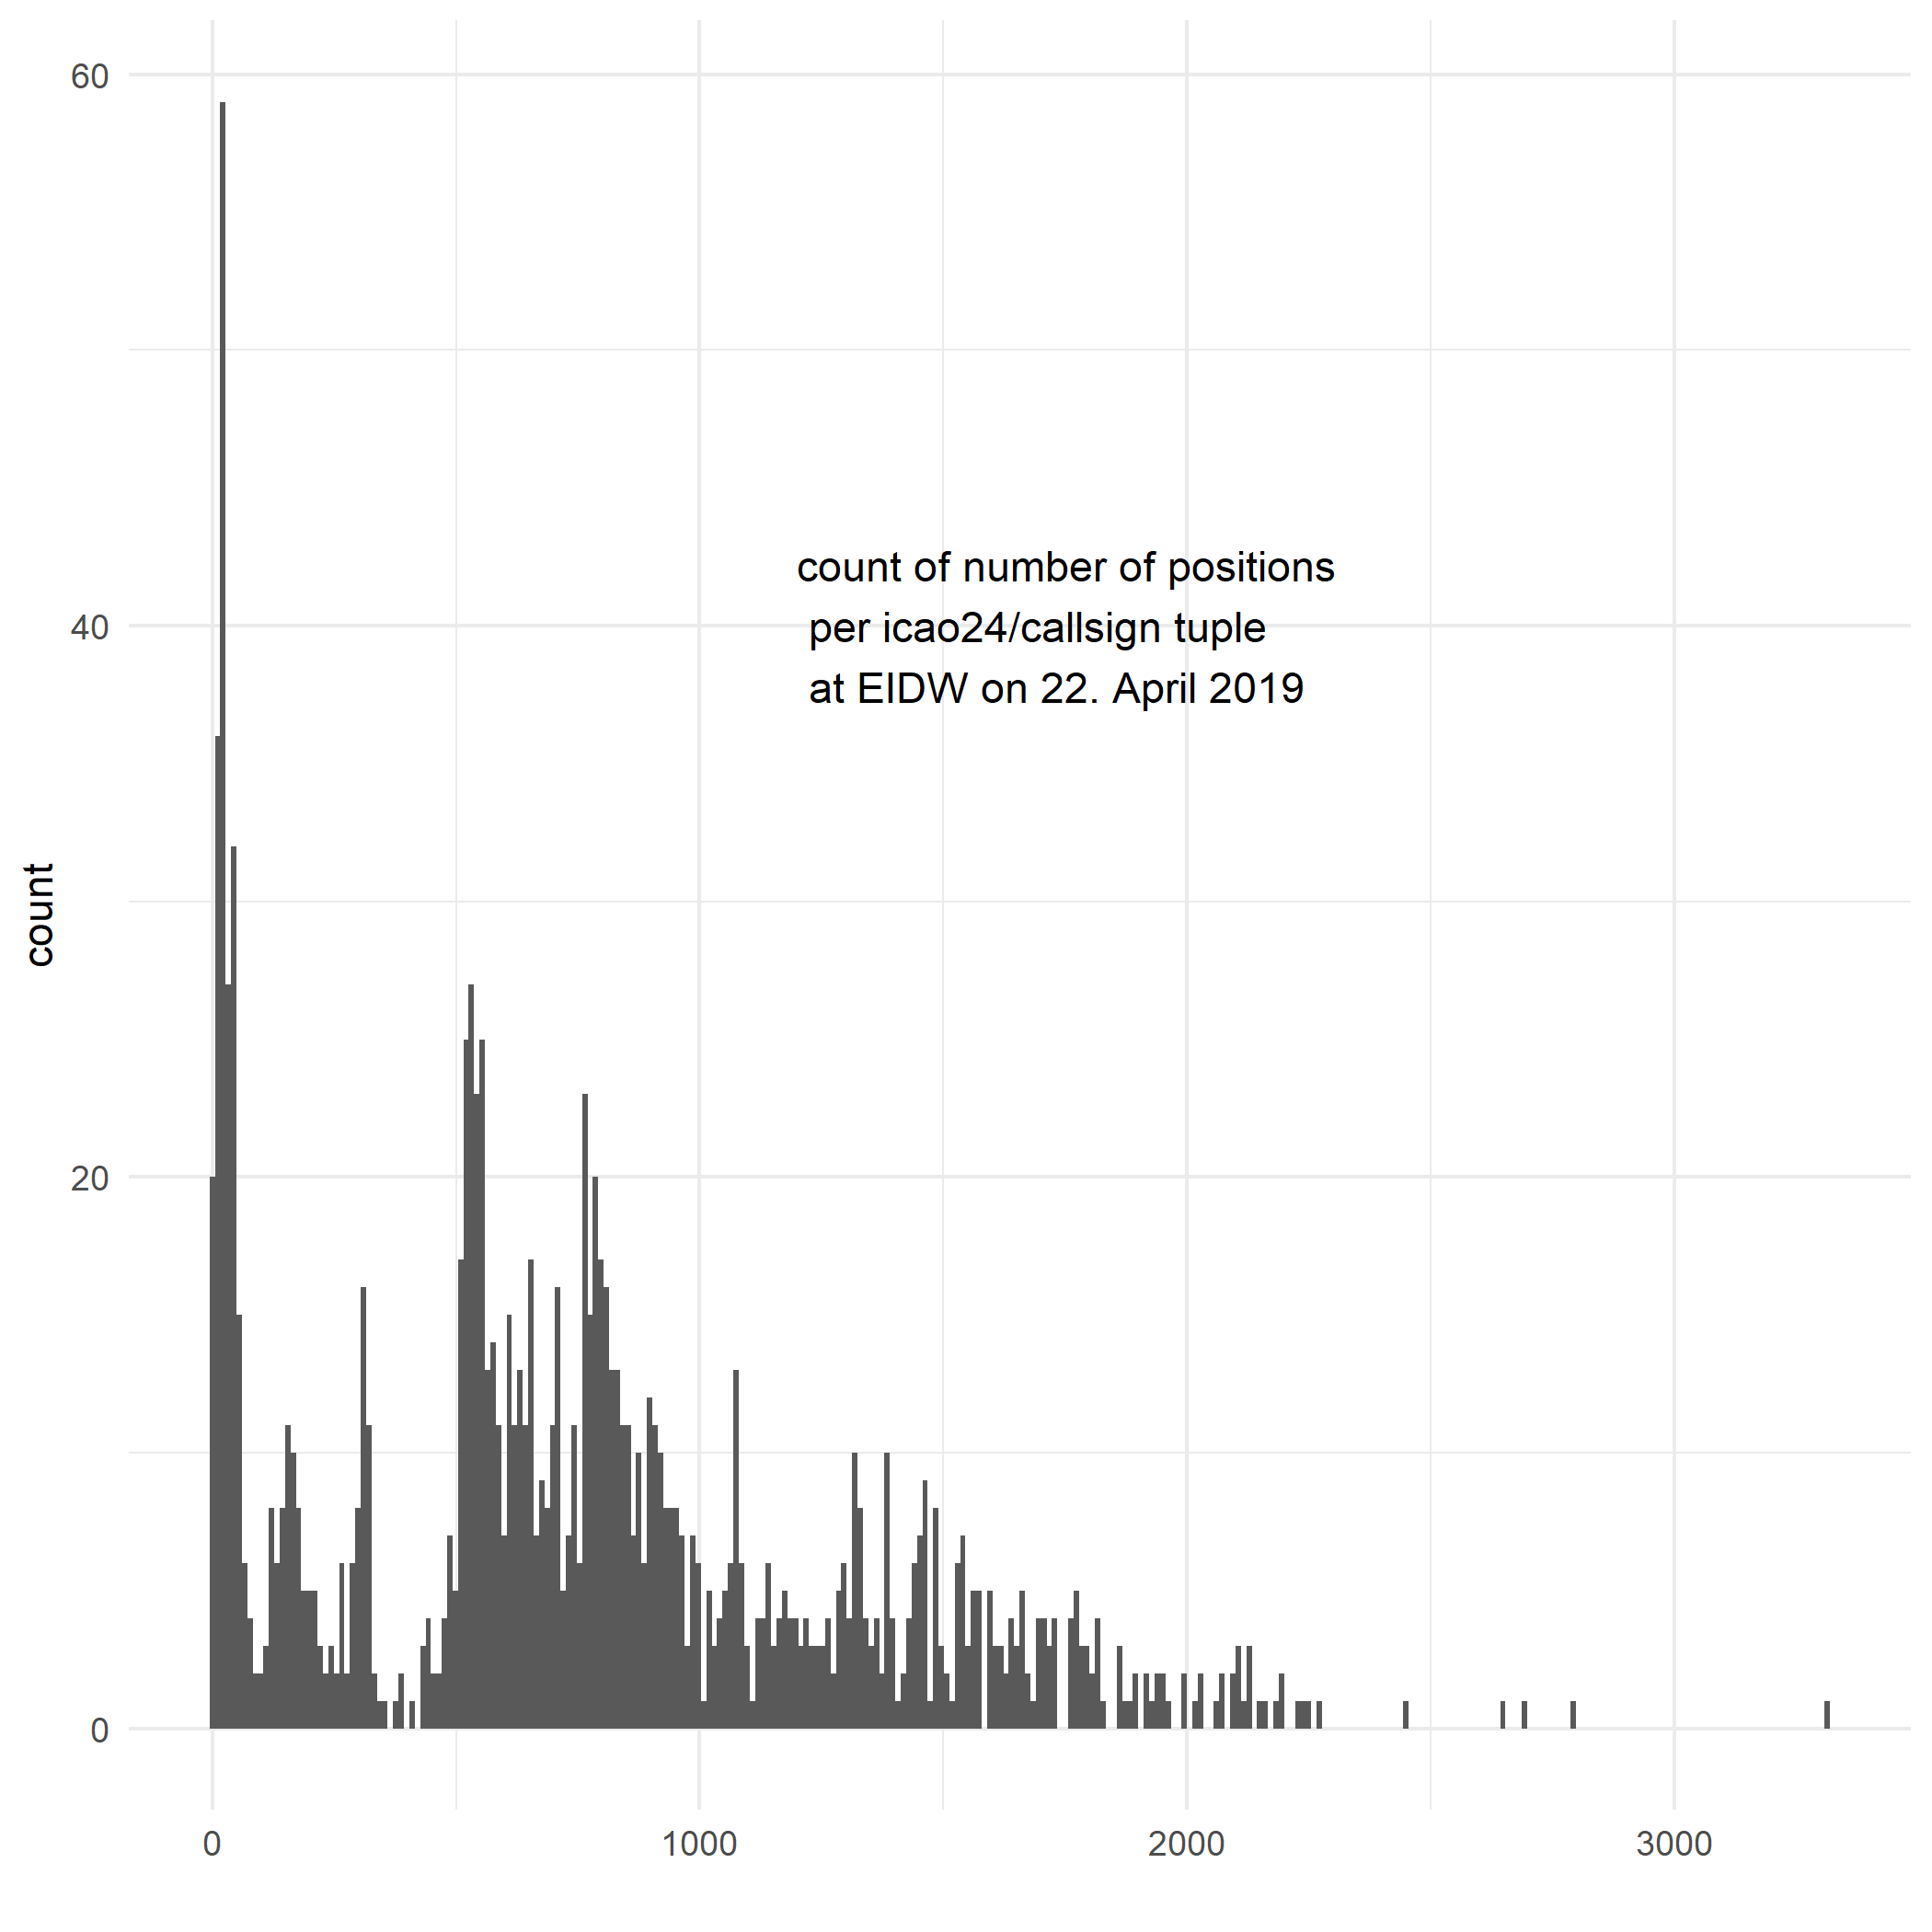 60
count of number of positions
per icao24/callsign tuple
40
at EIDW on 22. April 2019
count
20
0
0 1000 2000 3000